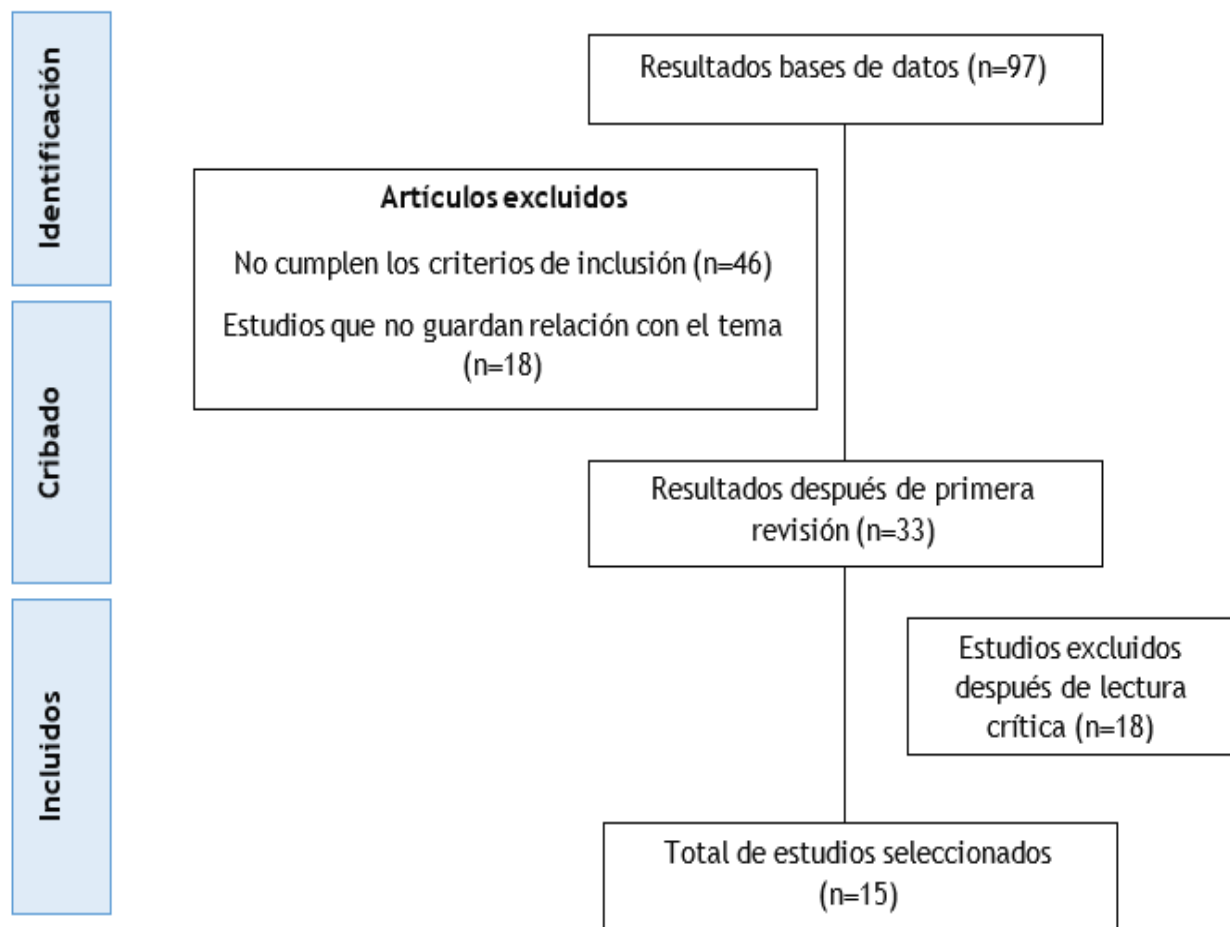 Identificación
Resultados bases de datos (n=97)
Artículos excluidos
No cumplen los criterios de inclusión (n=46)
Estudios que no guardan relación con el tema
(n=18)
Cribado
Resultados después de primera
revisión (n=33)
Incluidos
Estudios excluidos
después de lectura
crítica (n=18)
Total de estudios seleccionados
(n=15)